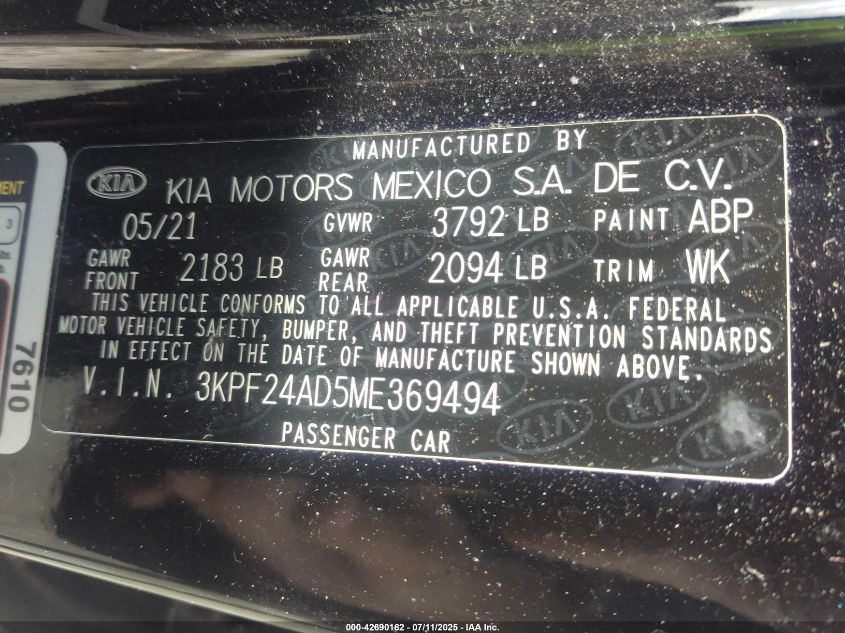 MANUFACTURED BY
KIA KIA MOTORS MEXICO S.A. DE C.V.
05/21 GVWR 3792 LB PAINT ABP
GAWR FRONT 2183 LB GAWR REAR 2094 LB TRIM WK
THIS VEHICLE CONFORMS TO ALL APPLICABLE U.S.A. FEDERAL
MOTOR VEHICLE SAFETY, BUMPER, AND THEFT PREVENTION STANDARDS
IN EFFECT ON THE DATE OF MANUFACTURE SHOWN ABOVE.
V.I.N. 3KPF24AD5ME369494
PASSENGER CAR
MENT
3
7610
000-42690162 - 07/11/2025 - IAA Inc.